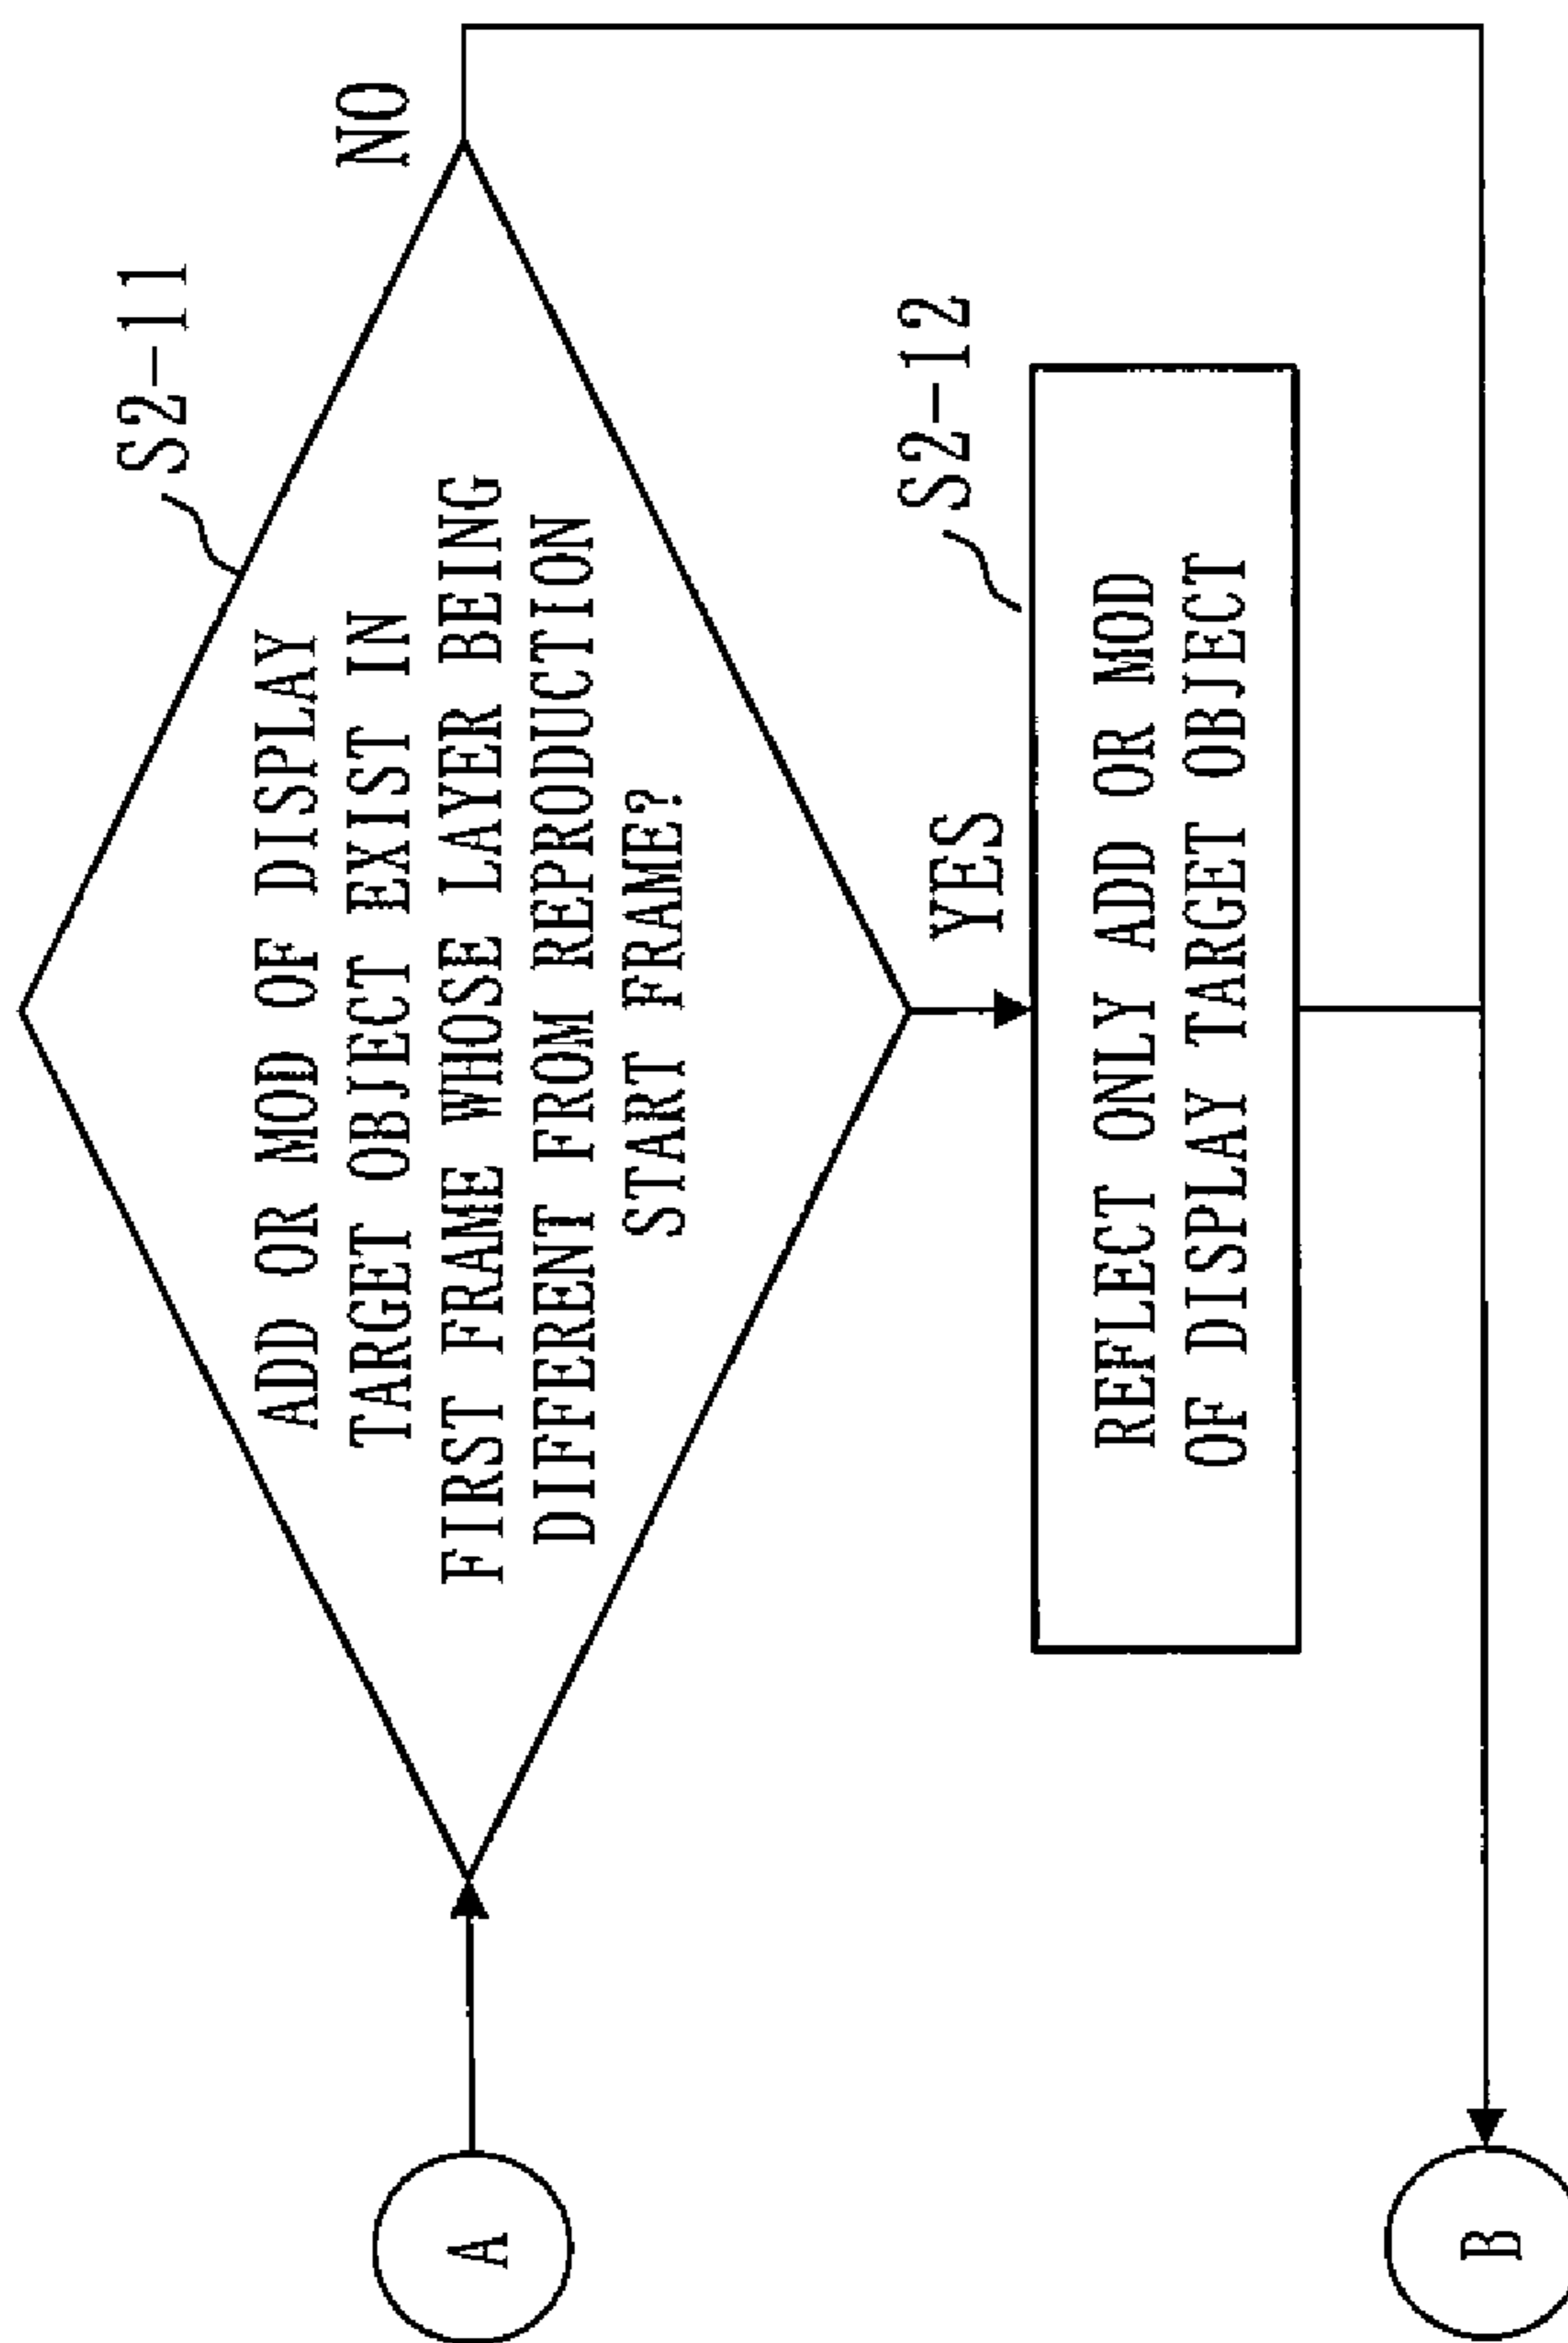 A
S2-11
ADD OR MOD OF DISPLAY
TARGET OBJECT EXIST IN
FIRST FRAME WHOSE LAYER BEING
DIFFERENT FROM REPRODUCTION
START FRAME?
NO
YES
S2-12
REFLECT ONLY ADD OR MOD
OF DISPLAY TARGET OBJECT
B